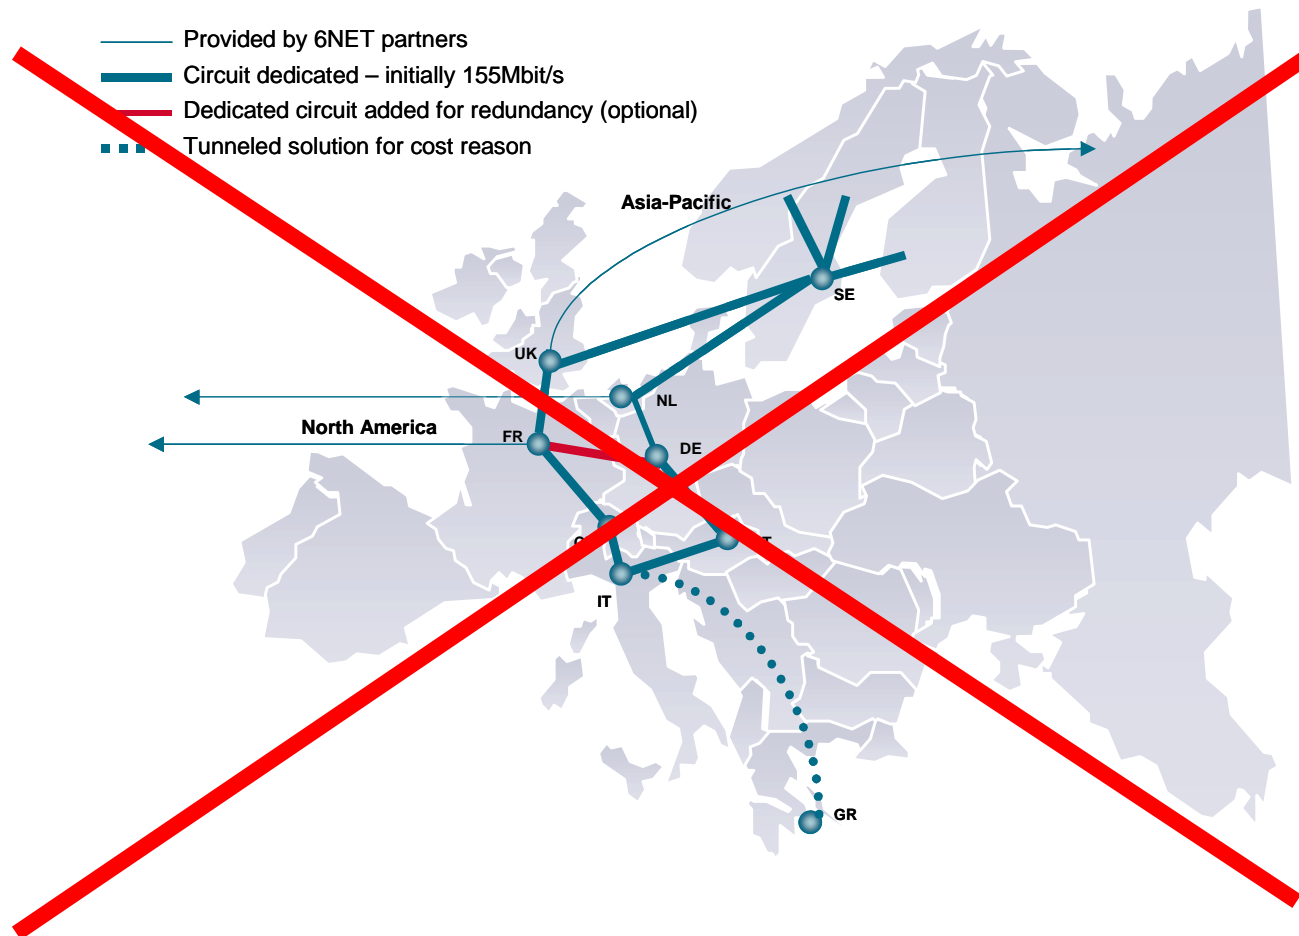 Provided by 6NET partners
Circuit dedicated – initially 155Mbit/s
Dedicated circuit added for redundancy (optional)
Tunneled solution for cost reason
Asia-Pacific
SE
UK
NL
North America
FR
DE
IT
GR